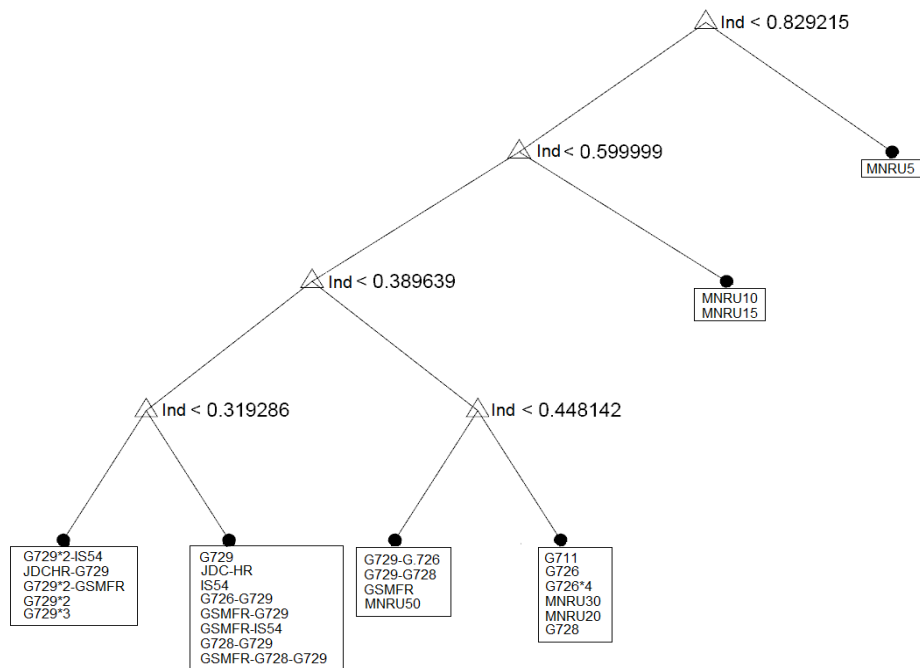 Ind < 0.829215
Ind < 0.599999
MNRU5
Ind < 0.389639
MNRU10
MNRU15
Ind < 0.319286
Ind < 0.448142
G729*2-IS54
JDCHR-G729
G729*2-GSMFR
G729*2
G729*3
G729
JDC-HR
IS54
G726-G729
GSMFR-G729
GSMFR-IS54
G728-G729
GSMFR-G728-G729
G729-G.726
G729-G728
GSMFR
MNRU50
G711
G726
G726*4
MNRU30
MNRU20
G728